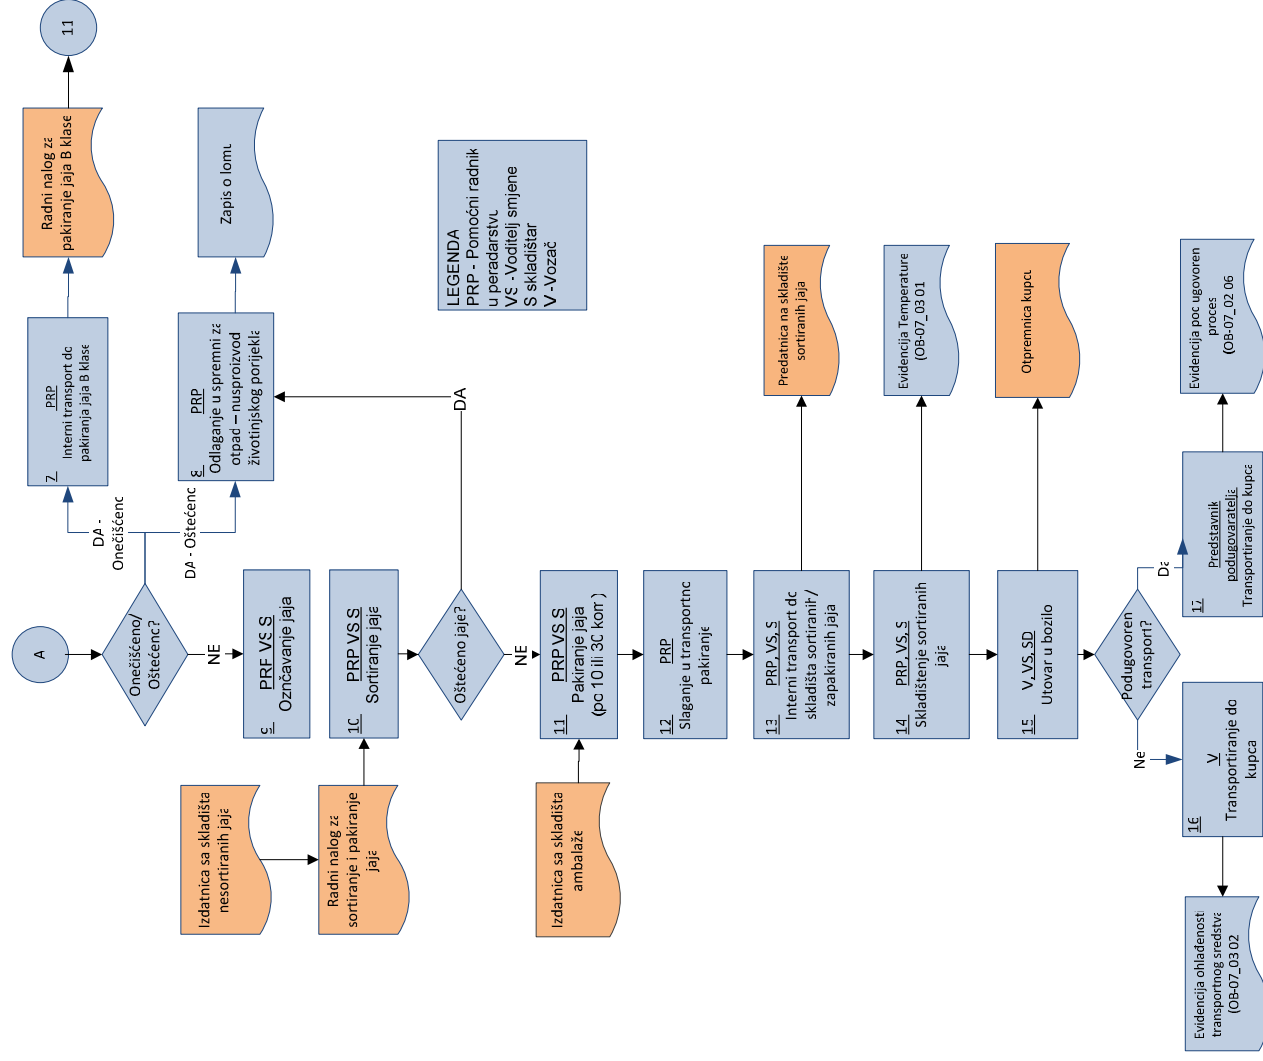 11
Radni nalog za
pakiranje jaja B klase
PRP
7
Interni transport do
pakiranja jaja B klase
Zapis o lomu
PRP
8
Odlaganje u spremni za
otpad – nusproizvod
životinjskog porijekla
DA -
Onečišćeno
DA - Oštećeno
A
Onečišćeno/
Oštećeno?
NE
PRP VS S
9
Oznčavanje jaja
PRP VS S
10
Sortiranje jaja
Oštećeno jaje?
DA
NE
LEGENDA
PRP - Pomoćni radnik
u peradarstvu
VS -Voditelj smjene
S skladištar
V -Vozač
Izdatnica sa skladišta
nesortiranih jaja
Radni nalog za
sortiranje i pakiranje
jaja
PRP VS S
11
Pakiranje jaja
(po 10 ili 30 kom)
Izdatnica sa skladišta
ambalaže
PRP
12
Slaganje u transportno
pakiranje
PRP, VS, S
13
Interni transport do
skladišta sortiranih/
zapakiranih jaja
Predatnica na skladište
sortiranih jaja
PRP, VS, S
14
Skladištenje sortiranih
jaja
Evidencija Temperature
(OB-07_03 01
V, VS, SD
15
Utovar u bozilo
Otpremnica kupcu
Podugovoren
transport?
Da
Ne
Predstavnik
podugovaratelja
17
Transportiranje do kupca
Evidencija poc ugovoren
proces
(OB-07_02 06
V
16
Transportiranje do
kupca
Evidencija ohlađenosti
transportnog sredstva
(OB-07_03 02